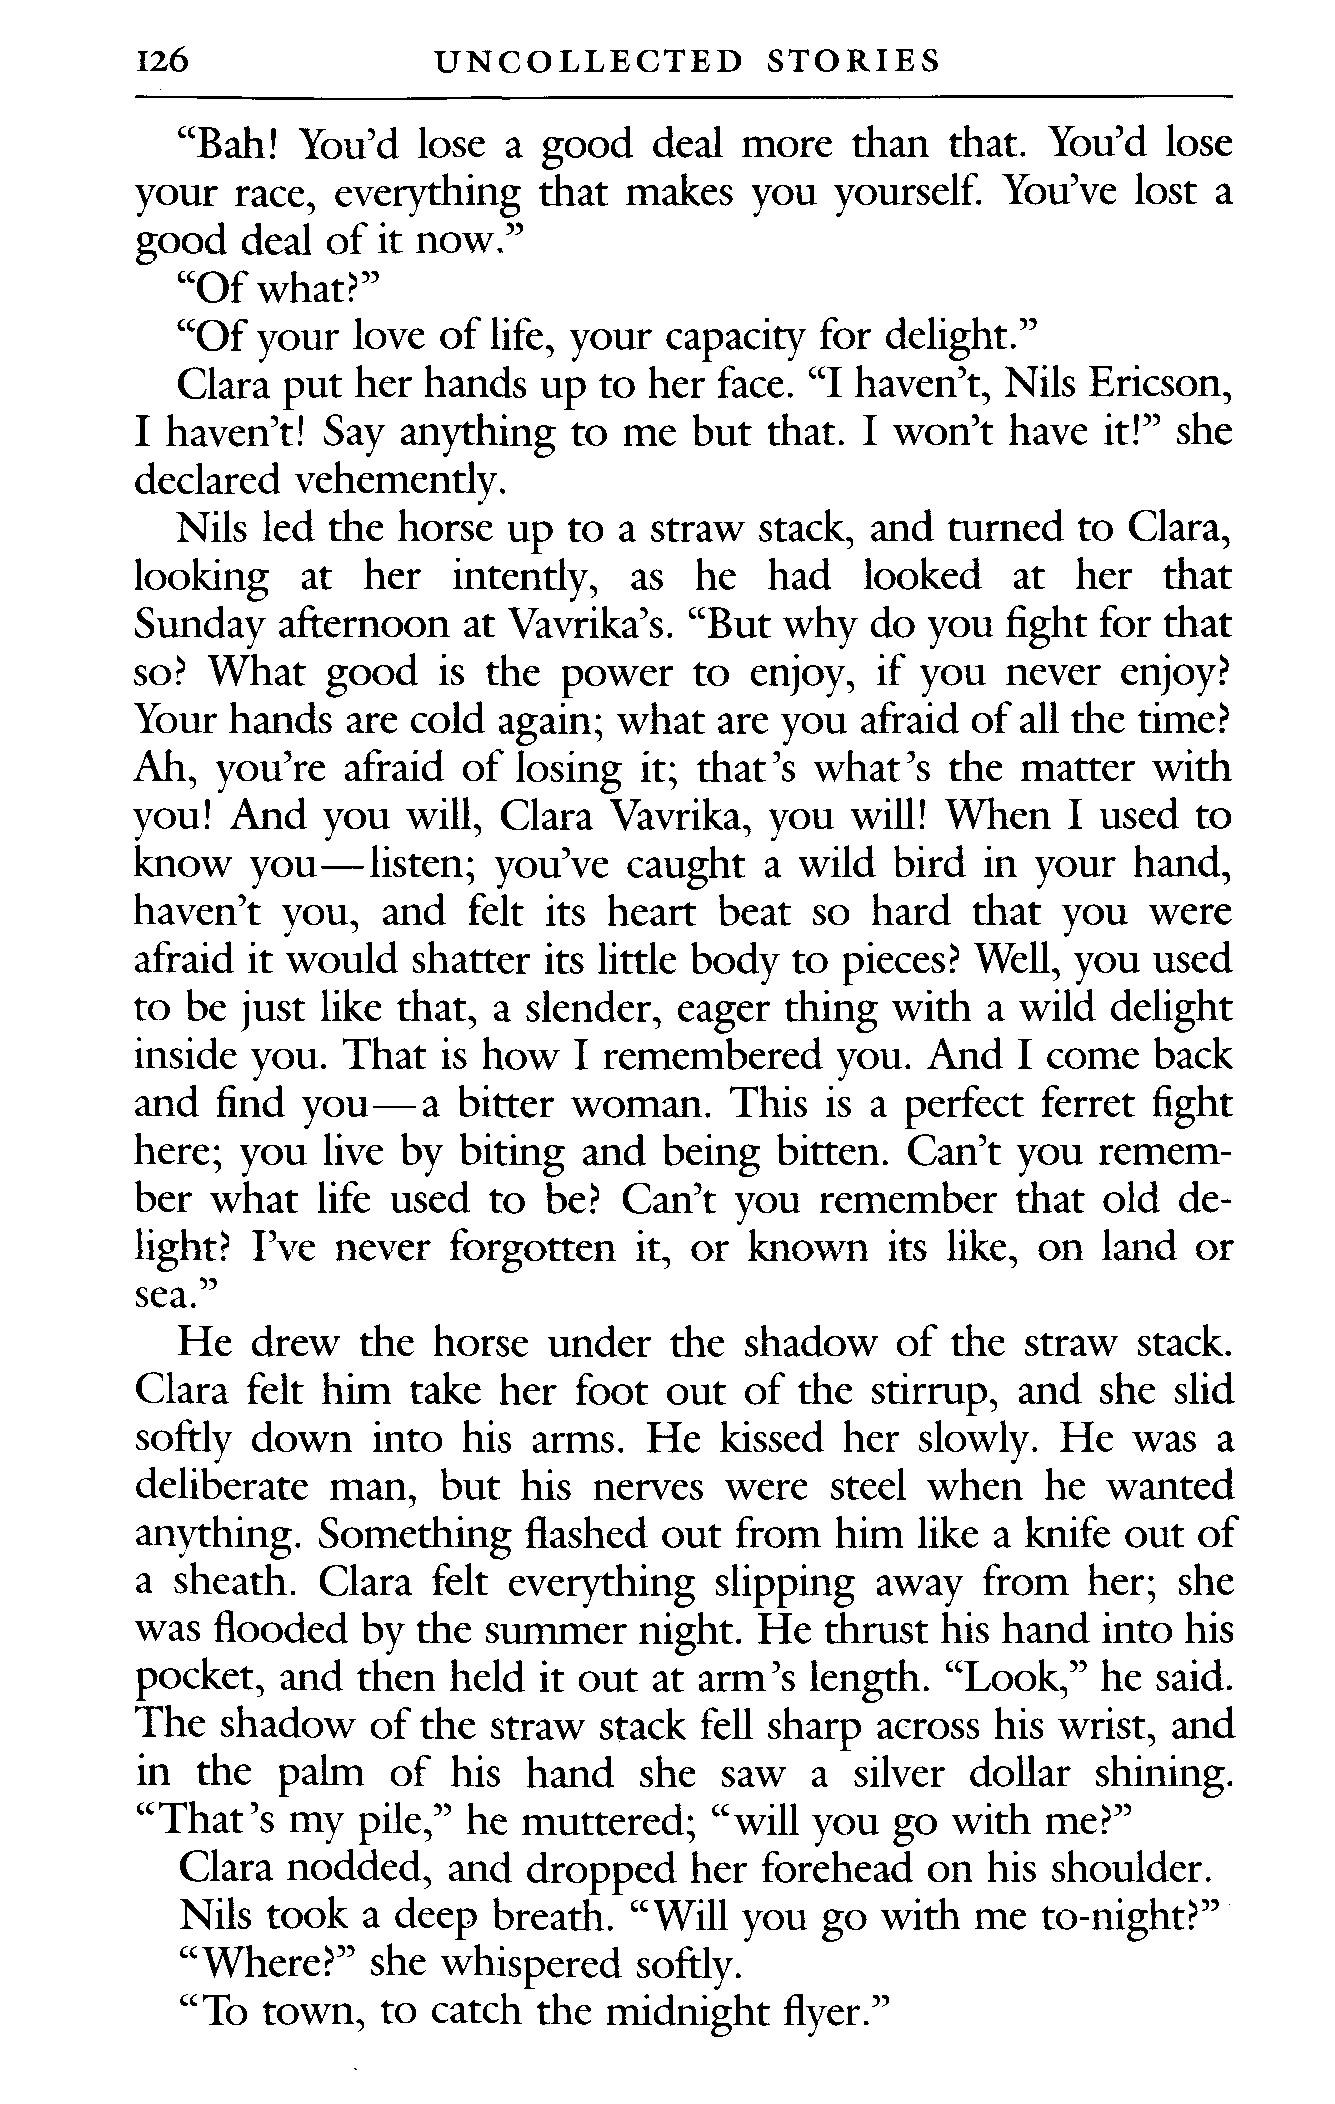 126 UNCOLLECTED STORIES
“Bah! You’d lose a good deal more than that. You’d lose
your race, everything that makes you yourself. You’ve lost a
good deal of it now.”
“Of what?”
“Of your love of life, your capacity for delight.”
Clara put her hands up to her face. “I haven’t, Nils Ericson,
I haven’t! Say anything to me but that. I won’t have it!” she
declared vehemently.
Nils led the horse up to a straw stack, and turned to Clara,
looking at her intently, as he had looked at her that
Sunday afternoon at Vavrika’s. “But why do you fight for that
so? What good is the power to enjoy, if you never enjoy?
Your hands are cold again; what are you afraid of all the time?
Ah, you’re afraid of losing it; that’s what’s the matter with
you! And you will, Clara Vavrika, you will! When I used to
know you—listen; you’ve caught a wild bird in your hand,
haven’t you, and felt its heart beat so hard that you were
afraid it would shatter its little body to pieces? Well, you used
to be just like that, a slender, eager thing with a wild delight
inside you. That is how I remembered you. And I come back
and find you—a bitter woman. This is a perfect ferret fight
here; you live by biting and being bitten. Can’t you remem-
ber what life used to be? Can’t you remember that old de-
light? I’ve never forgotten it, or known its like, on land or
sea.”
He drew the horse under the shadow of the straw stack.
Clara felt him take her foot out of the stirrup, and she slid
softly down into his arms. He kissed her slowly. He was a
deliberate man, but his nerves were steel when he wanted
anything. Something flashed out from him like a knife out of
a sheath. Clara felt everything slipping away from her; she
was flooded by the summer night. He thrust his hand into his
pocket, and then held it out at arm’s length. “Look,” he said.
The shadow of the straw stack fell sharp across his wrist, and
in the palm of his hand she saw a silver dollar shining.
“That’s my pile,” he muttered; “will you go with me?”
Clara nodded, and dropped her forehead on his shoulder.
Nils took a deep breath. “Will you go with me to-night?”
“Where?” she whispered softly.
“To town, to catch the midnight flyer.”